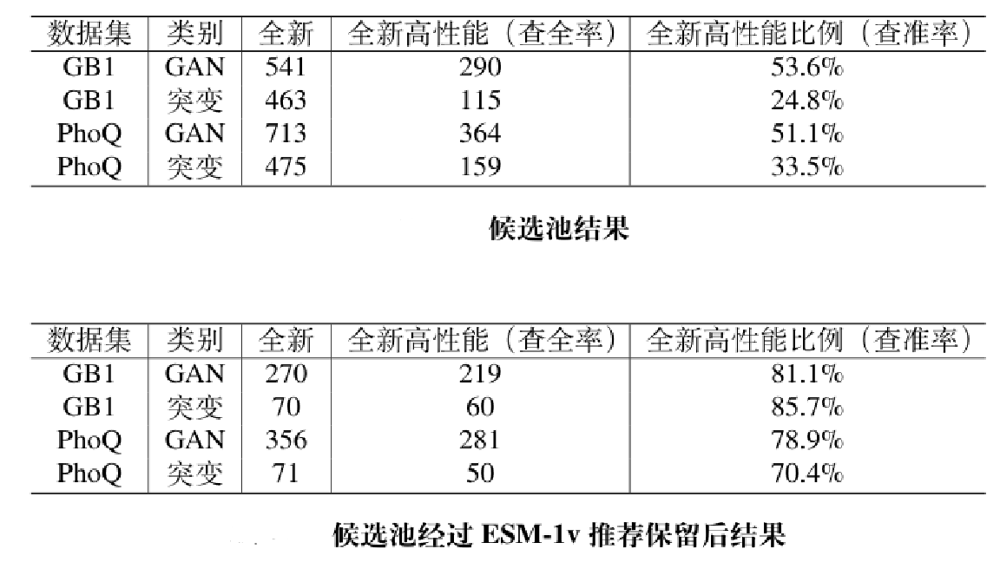 数据集 类别 全新 全新高性能（查全率） 全新高性能比例（查准率）
GB1 GAN 541 290 53.6%
GB1 突变 463 115 24.8%
PhoQ GAN 713 364 51.1%
PhoQ 突变 475 159 33.5%
候选池结果
数据集 类别 全新 全新高性能（查全率） 全新高性能比例（查准率）
GB1 GAN 270 219 81.1%
GB1 突变 70 60 85.7%
PhoQ GAN 356 281 78.9%
PhoQ 突变 71 50 70.4%
候选池经过 ESM-1v 推荐保留后结果